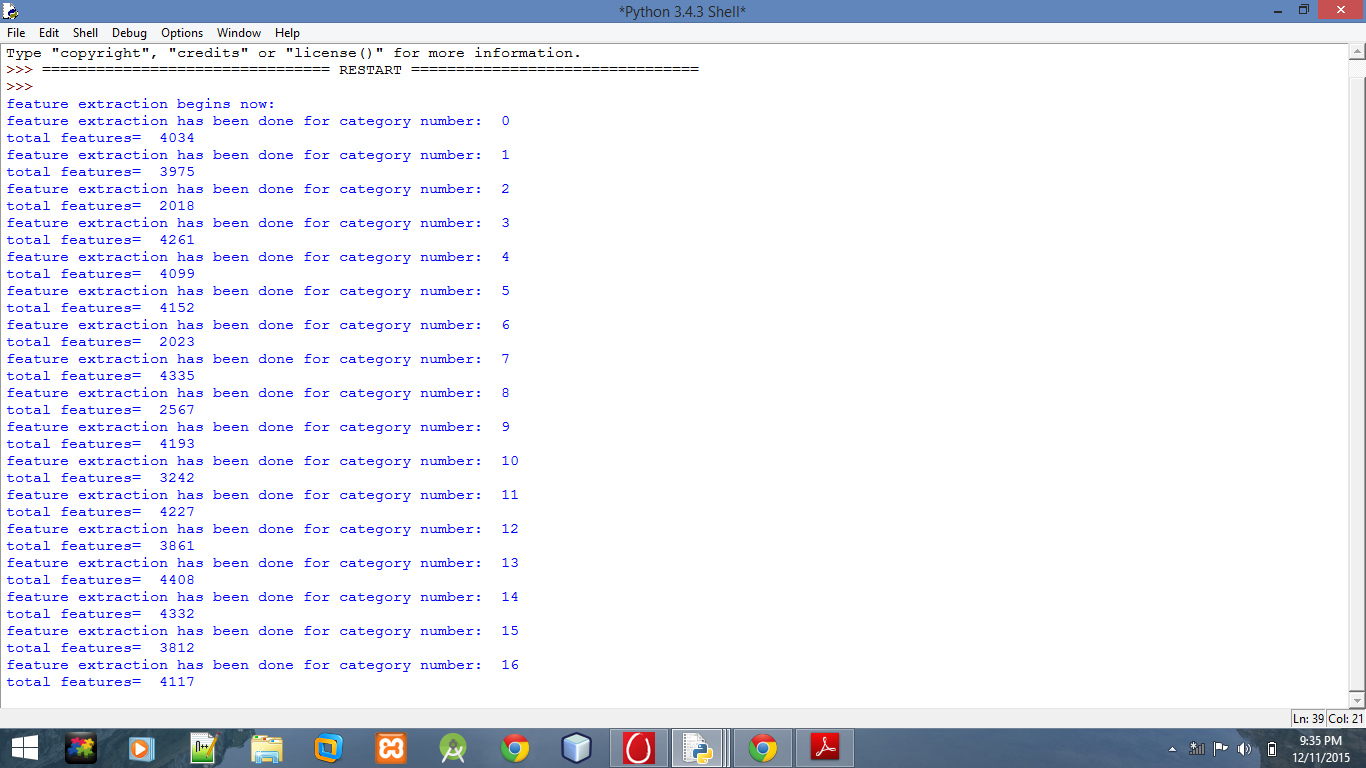 *Python 3.4.3 Shell*
File Edit Shell Debug Options Window Help
Type "copyright", "credits" or "license()" for more information.
>>> ================================ RESTART ================================
>>>
feature extraction begins now:
feature extraction has been done for category number:  0
total features=  4034
feature extraction has been done for category number:  1
total features=  3975
feature extraction has been done for category number:  2
total features=  2018
feature extraction has been done for category number:  3
total features=  4261
feature extraction has been done for category number:  4
total features=  4099
feature extraction has been done for category number:  5
total features=  4152
feature extraction has been done for category number:  6
total features=  2023
feature extraction has been done for category number:  7
total features=  4335
feature extraction has been done for category number:  8
total features=  2567
feature extraction has been done for category number:  9
total features=  4193
feature extraction has been done for category number:  10
total features=  3242
feature extraction has been done for category number:  11
total features=  4227
feature extraction has been done for category number:  12
total features=  3861
feature extraction has been done for category number:  13
total features=  4408
feature extraction has been done for category number:  14
total features=  4332
feature extraction has been done for category number:  15
total features=  3812
feature extraction has been done for category number:  16
total features=  4117
Ln: 39 Col: 21
9:35 PM
12/11/2015